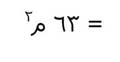 = ٦٣ م٢